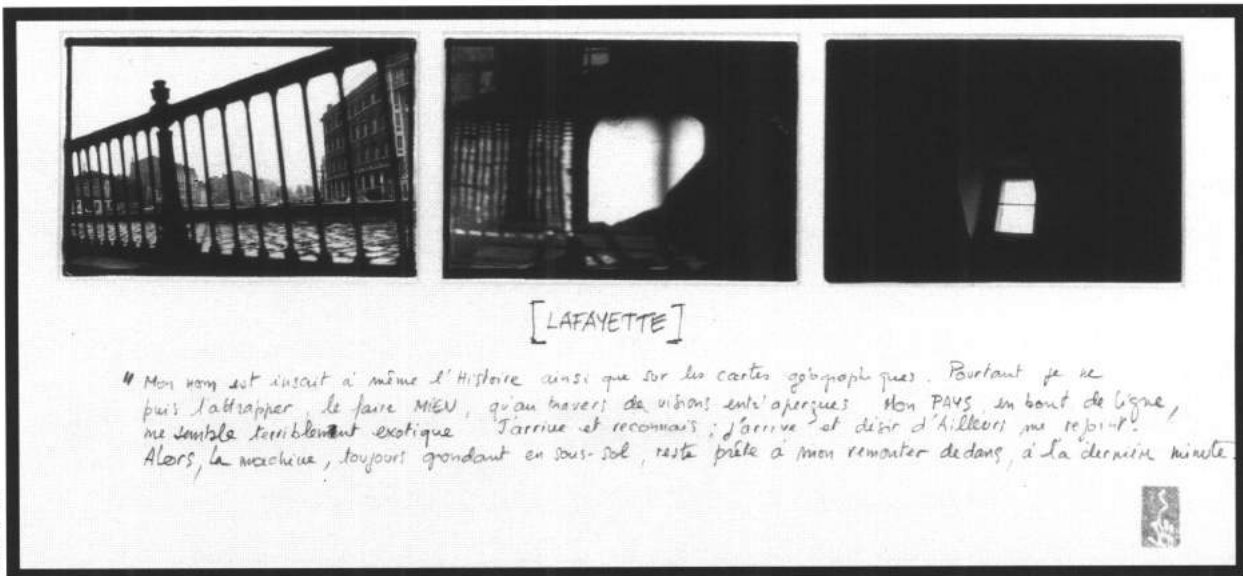 [LAFAYETTE]
" Mon nom est inscrit à même l'Histoire ainsi que sur les cartes géographiques. Pourtant je ne
puis l'attrapper, le faire MIEN, qu'au travers de visions entr'aperçues Mon PAYS, en bout de ligne,
me semble terriblement exotique J'arrive et reconnais ; j'arrive et désir d'Ailleurs me rejoint.
Alors, la machine, toujours grondant en sous-sol, reste prête à mon remonter dedans, à la dernière minute.